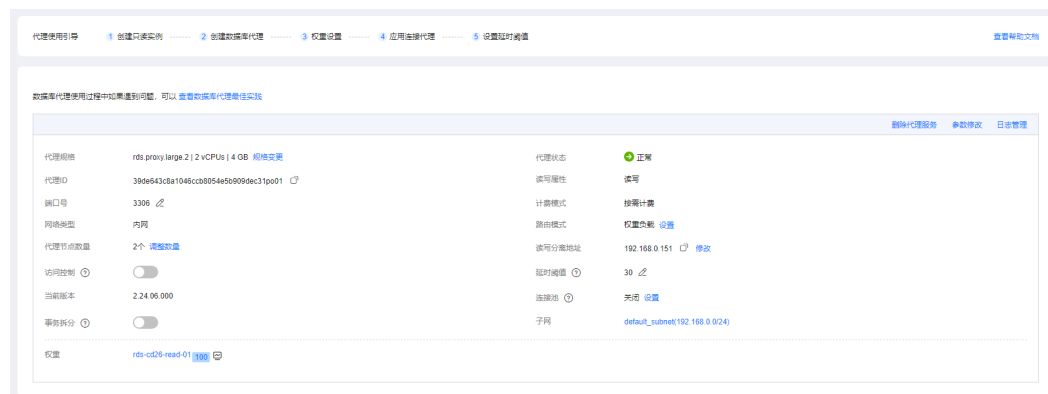 代理使用引导 1 创建只读实例 2 创建数据库代理 3 权重设置 4 应用连接代理 5 设置延时阈值 查看帮助文档
数据库代理使用过程中如果遇到问题，可以 查看数据库代理最佳实践
删除代理服务 参数修改 日志管理
代理规格 rds.proxy.large.2 | 2 vCPUs | 4 GB 规格变更 代理状态 正常
代理ID 39de643c8a1046ccb8054e5b909dec31po01 读写属性 读写
端口号 3306 计费模式 按需计费
网络类型 内网 路由模式 权重负载 设置
代理节点数量 2个 调整数量 读写分离地址 192.168.0.151 修改
访问控制 延时阈值 30
当前版本 2.24.06.000 连接池 关闭 设置
事务拆分 子网 default_subnet(192.168.0.0/24)
权重 rds-cd26-read-01 100